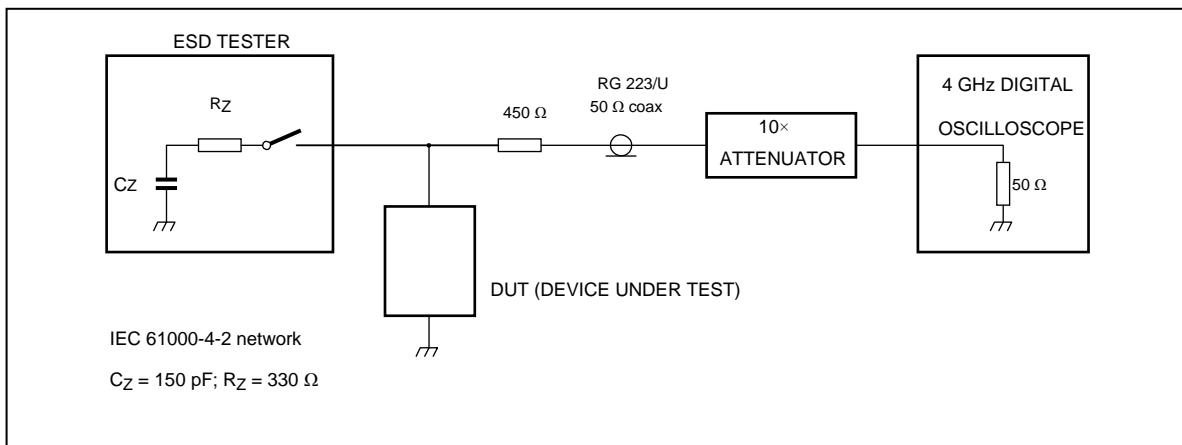 ESD TESTER
RZ
CZ
450 Ω
RG 223/U
50 Ω coax
10×
ATTENUATOR
4 GHz DIGITAL
OSCILLOSCOPE
50 Ω
DUT (DEVICE UNDER TEST)
IEC 61000-4-2 network
CZ = 150 pF; RZ = 330 Ω